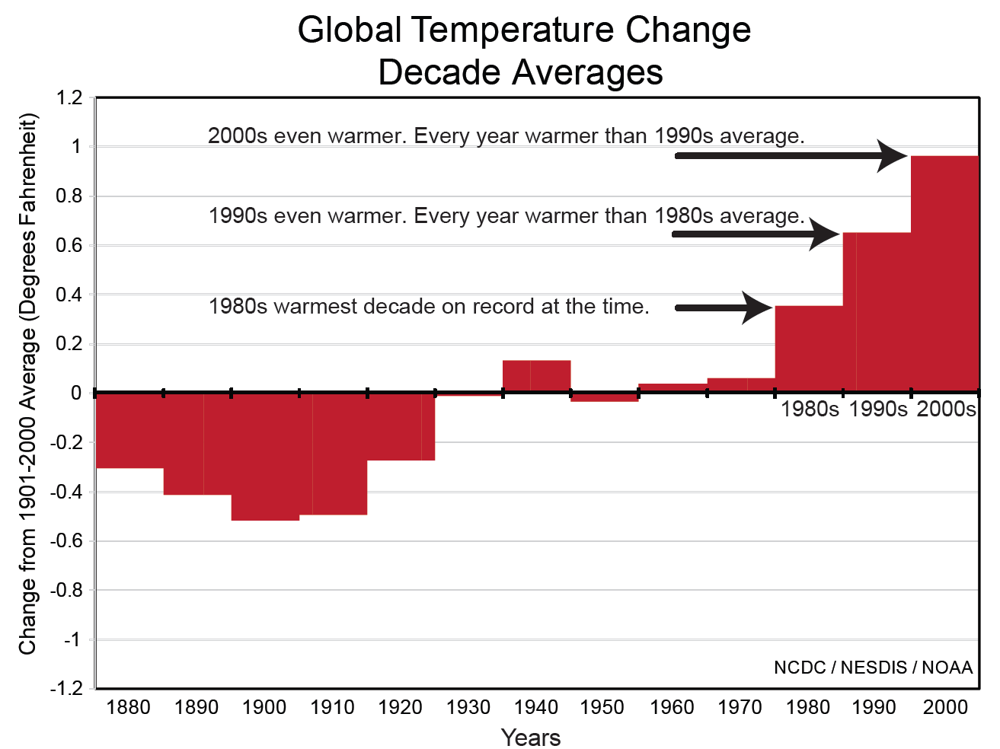 Global Temperature Change
Decade Averages
Change from 1901-2000 Average (Degrees Fahrenheit)
1.2
1
0.8
0.6
0.4
0.2
0
-0.2
-0.4
-0.6
-0.8
-1
-1.2
2000s even warmer. Every year warmer than 1990s average.
1990s even warmer. Every year warmer than 1980s average.
1980s warmest decade on record at the time.
1980s 1990s 2000s
NCDC / NESDIS / NOAA
1880 1890 1900 1910 1920 1930 1940 1950 1960 1970 1980 1990 2000
Years